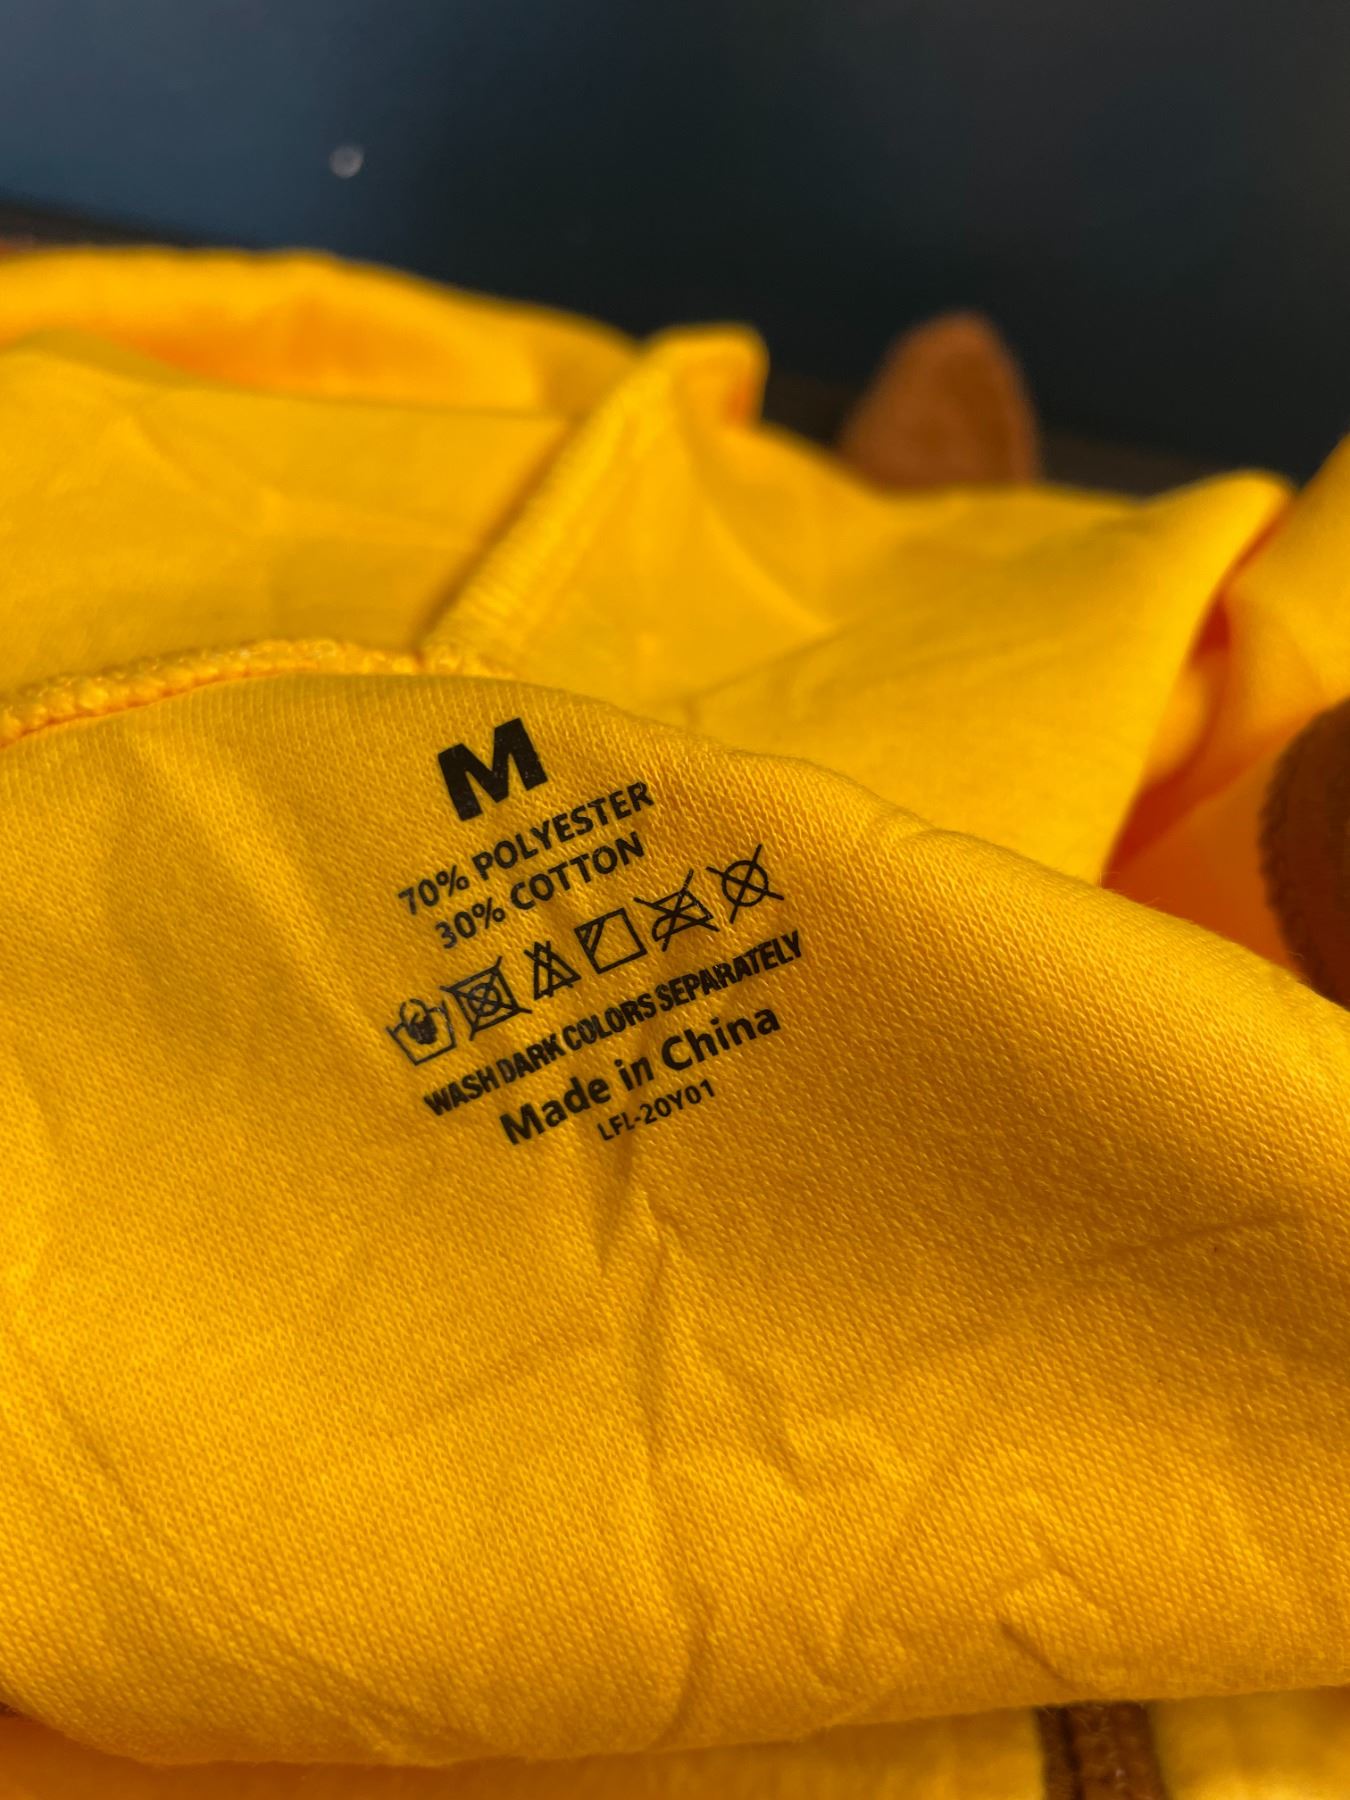 M
70% POLYESTER
30% COTTON
WASH DARK COLORS SEPARATELY
Made in China
LFL-20Y01